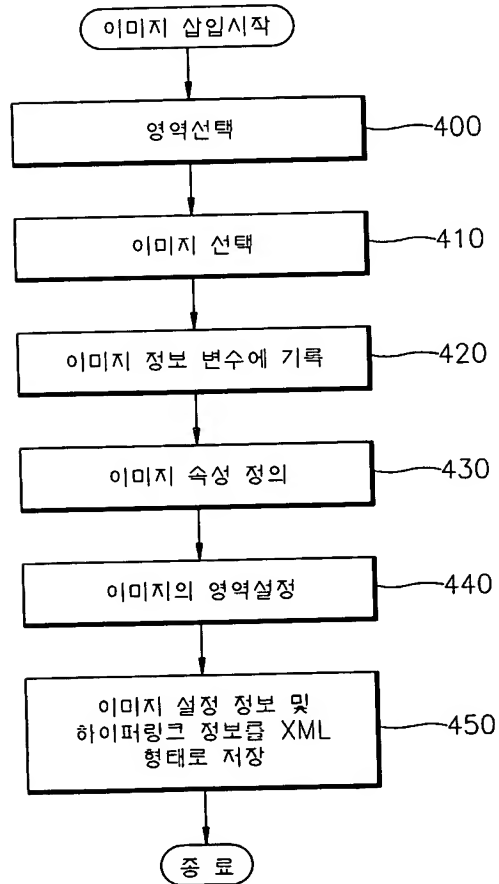 이미지 삽입시작
영역선택
400
이미지 선택
410
이미지 정보 변수에 기록
420
이미지 속성 정의
430
이미지의 영역설정
440
이미지 설정 정보 및
하이퍼링크 정보를 XML
형태로 저장
450
종 료